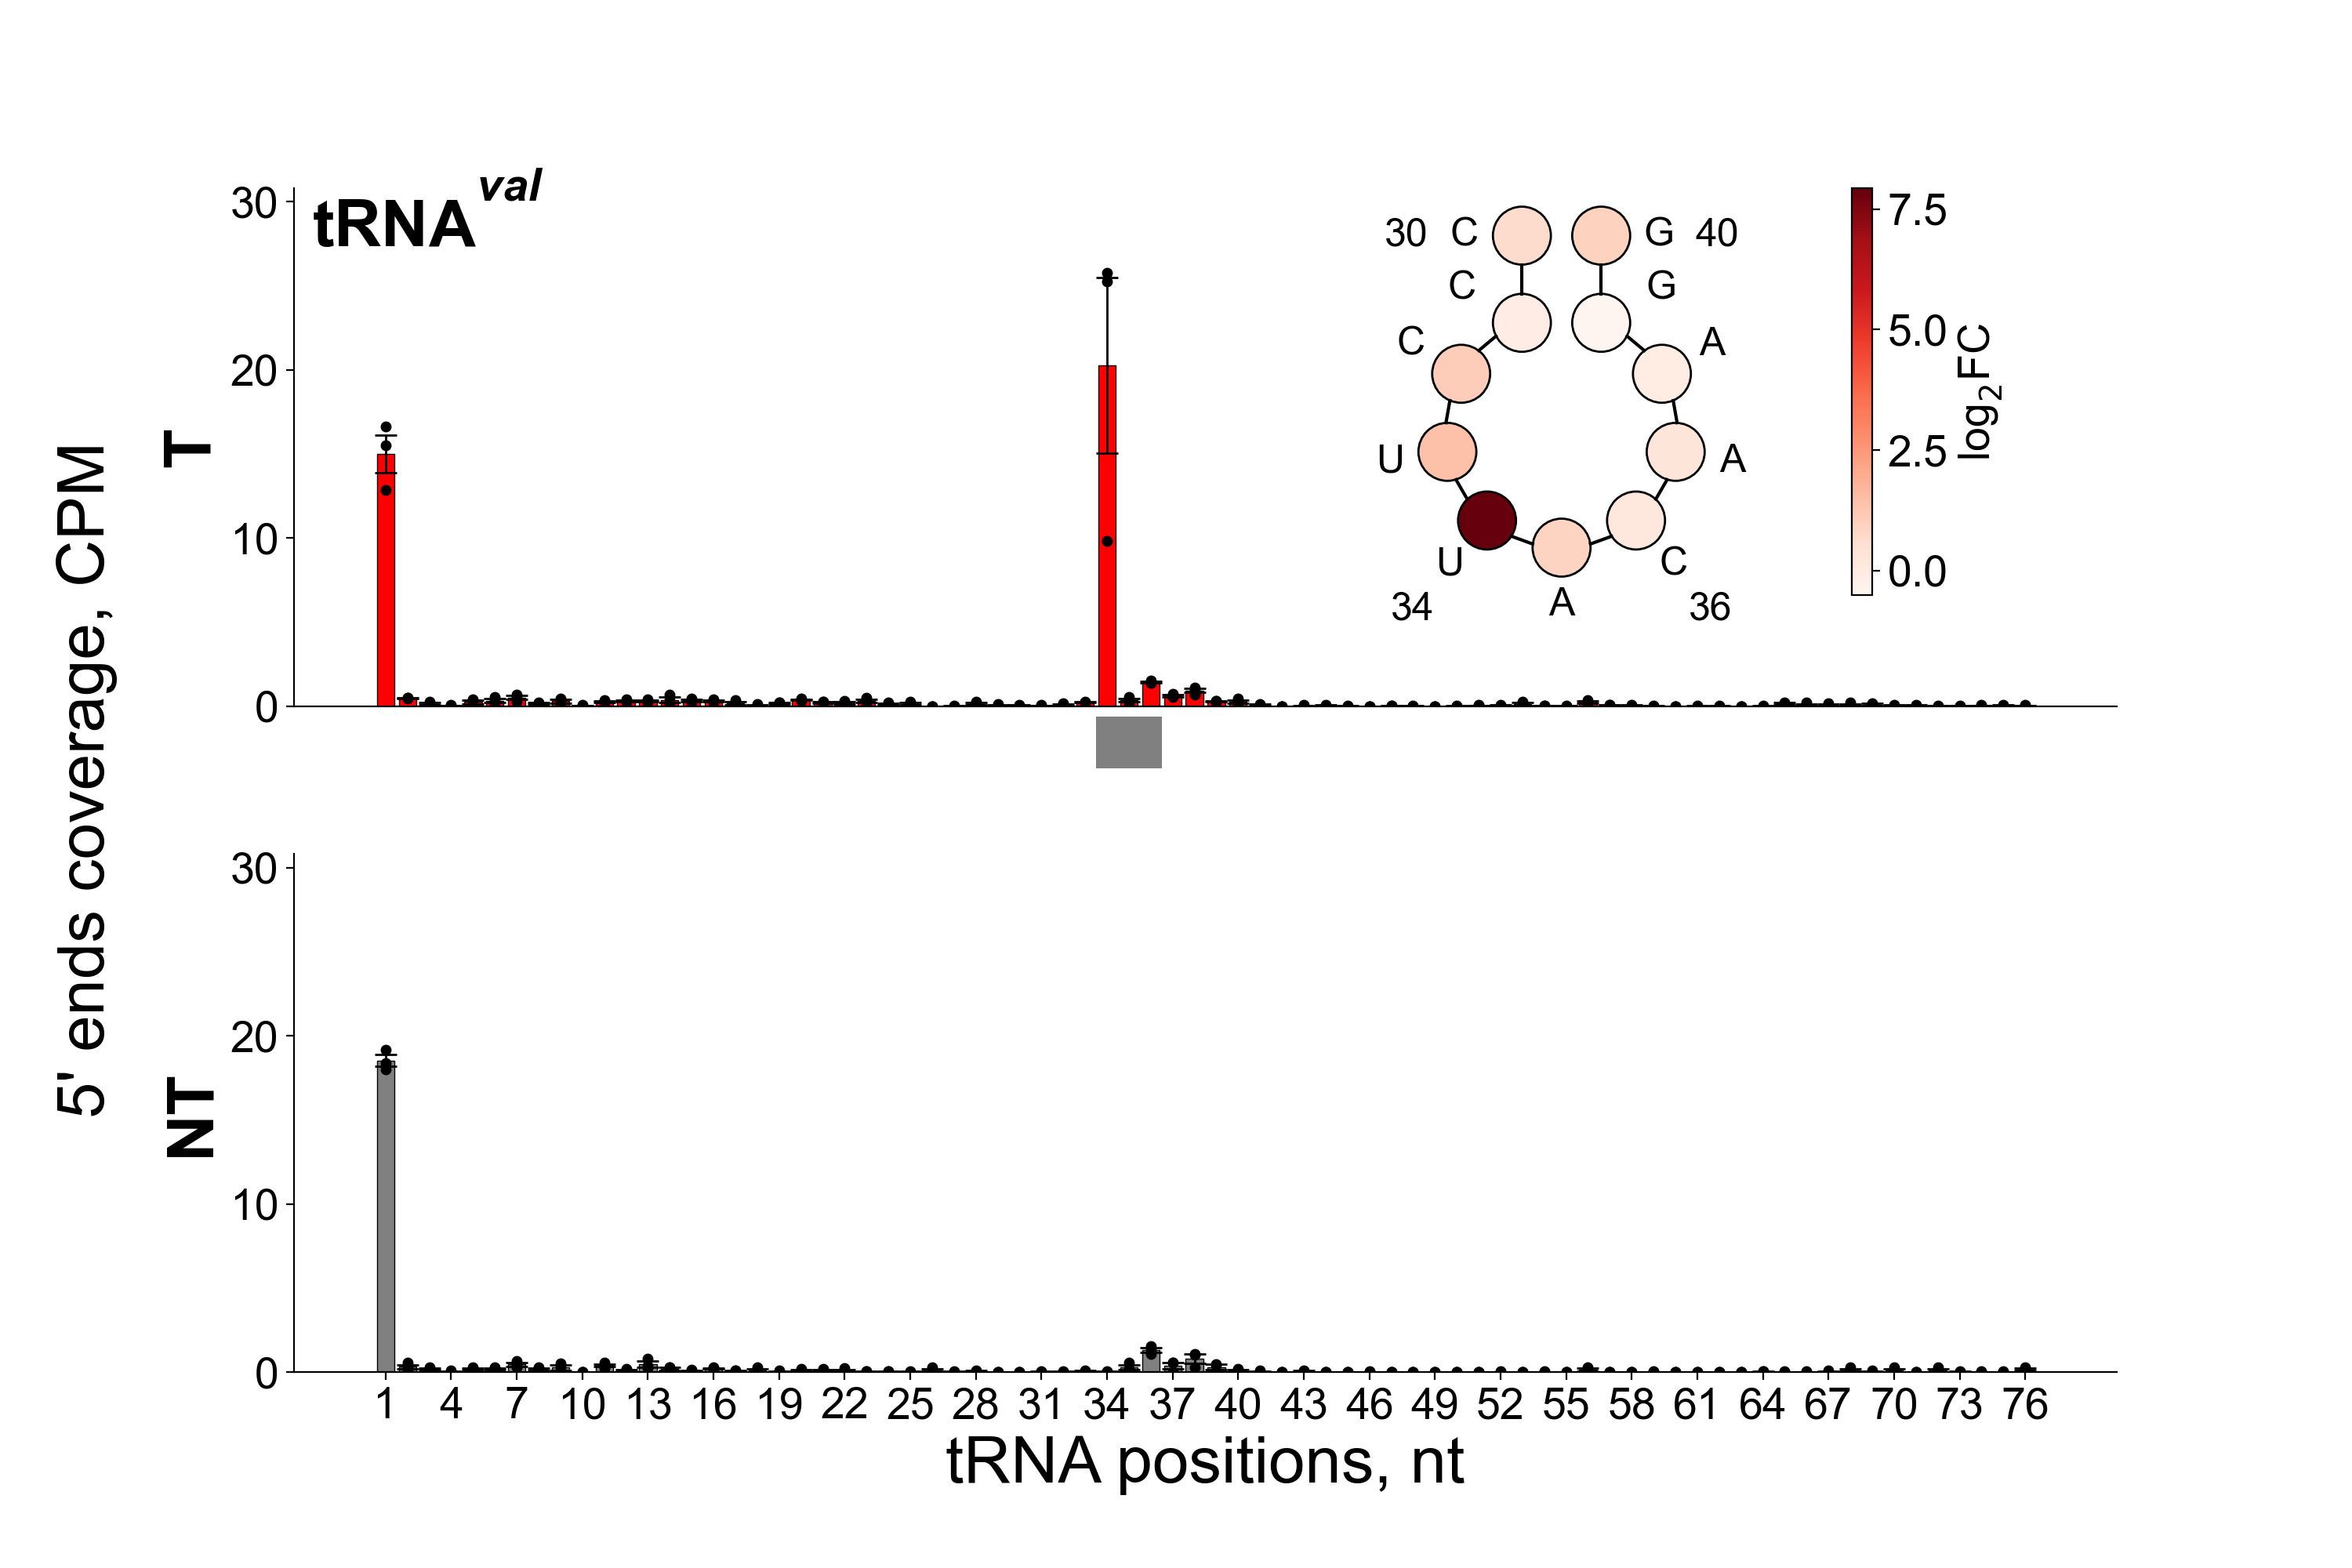 tRNA^val
5' ends coverage, CPM
T
30
20
10
0
30 C G 40
C G
C A
U A
U C
A
34 36
7.5
5.0
2.5
0.0
log₂FC
NT
30
20
10
0
1 4 7 10 13 16 19 22 25 28 31 34 37 40 43 46 49 52 55 58 61 64 67 70 73 76
tRNA positions, nt